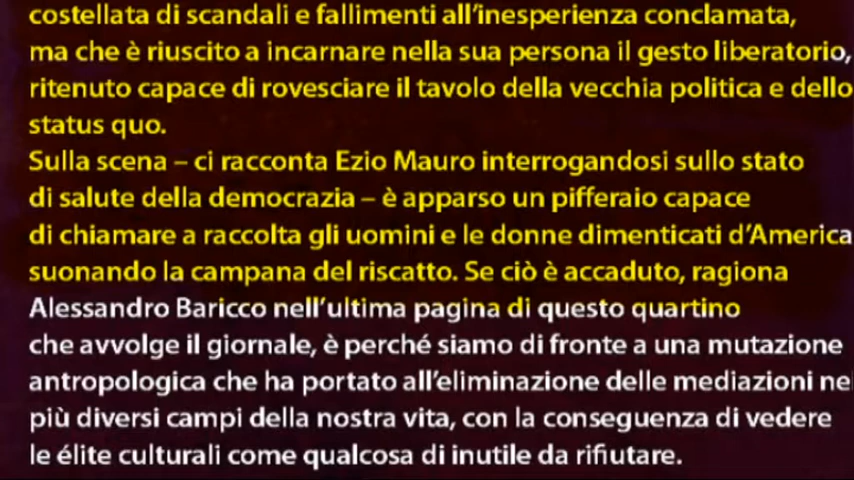 costellata di scandali e fallimenti all'inesperienza conclamata,
ma che è riuscito a incarnare nella sua persona il gesto liberatorio,
ritenuto capace di rovesciare il tavolo della vecchia politica e dello
status quo.
Sulla scena – ci racconta Ezio Mauro interrogandosi sullo stato
di salute della democrazia – è apparso un pifferaio capace
di chiamare a raccolta gli uomini e le donne dimenticati d'America
suonando la campana del riscatto. Se ciò è accaduto, ragiona
Alessandro Baricco nell'ultima pagina di questo quartino
che avvolge il giornale, è perché siamo di fronte a una mutazione
antropologica che ha portato all'eliminazione delle mediazioni ne
più diversi campi della nostra vita, con la conseguenza di vedere
le élite culturali come qualcosa di inutile da rifiutare.